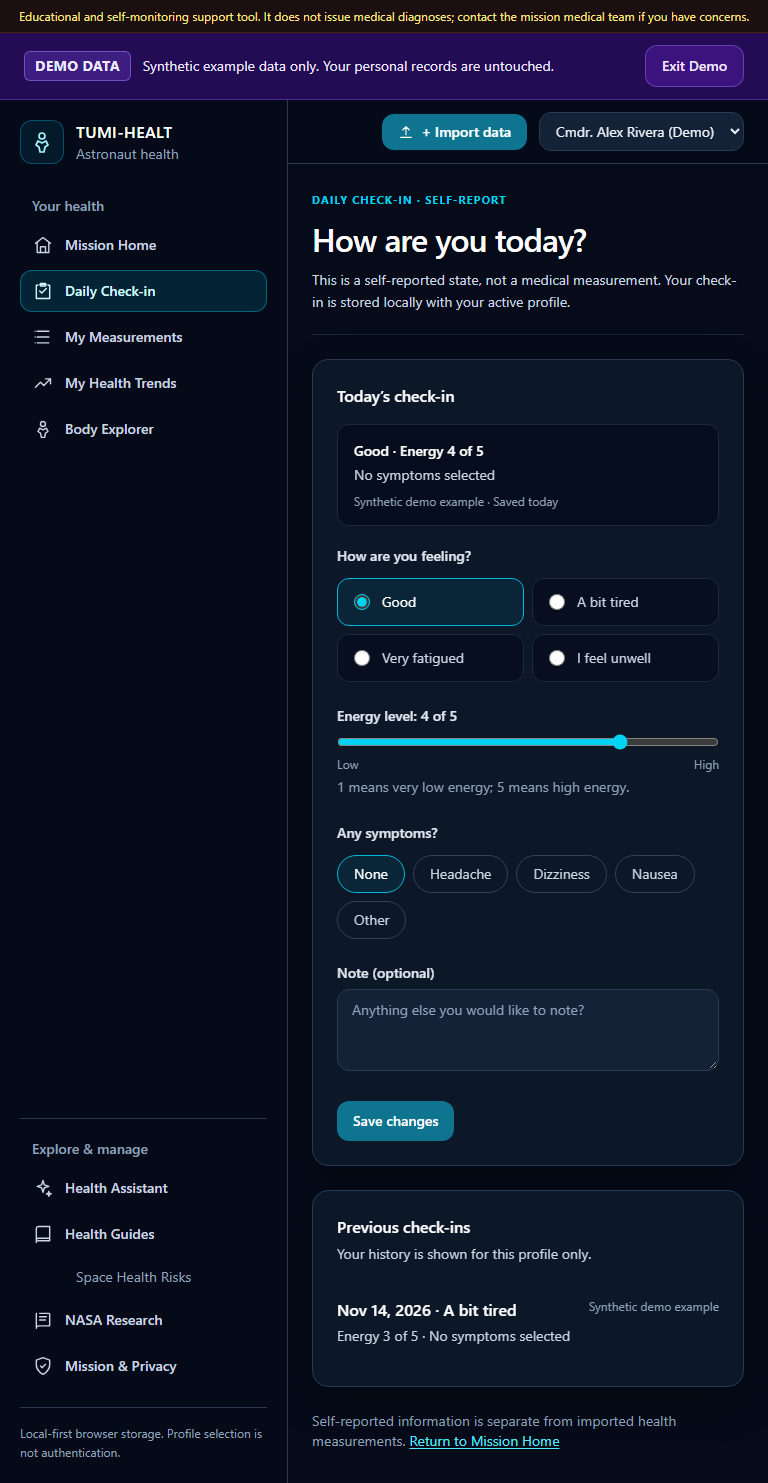 Educational and self-monitoring support tool. It does not issue medical diagnoses; contact the mission medical team if you have concerns.
DEMO DATA
Synthetic example data only. Your personal records are untouched.
Exit Demo
TUMI-HEALT
Astronaut health
+ Import data
Cmdr. Alex Rivera (Demo)
Your health
Mission Home
Daily Check-in
My Measurements
My Health Trends
Body Explorer
Explore & manage
Health Assistant
Health Guides
Space Health Risks
NASA Research
Mission & Privacy
Local-first browser storage. Profile selection is
not authentication.
DAILY CHECK-IN · SELF-REPORT
How are you today?
This is a self-reported state, not a medical measurement. Your check-
in is stored locally with your active profile.
Today’s check-in
Good · Energy 4 of 5
No symptoms selected
Synthetic demo example · Saved today
How are you feeling?
Good
A bit tired
Very fatigued
I feel unwell
Energy level: 4 of 5
Low
High
1 means very low energy; 5 means high energy.
Any symptoms?
None
Headache
Dizziness
Nausea
Other
Note (optional)
Anything else you would like to note?
Save changes
Previous check-ins
Your history is shown for this profile only.
Nov 14, 2026 · A bit tired
Synthetic demo example
Energy 3 of 5 · No symptoms selected
Self-reported information is separate from imported health
measurements. Return to Mission Home